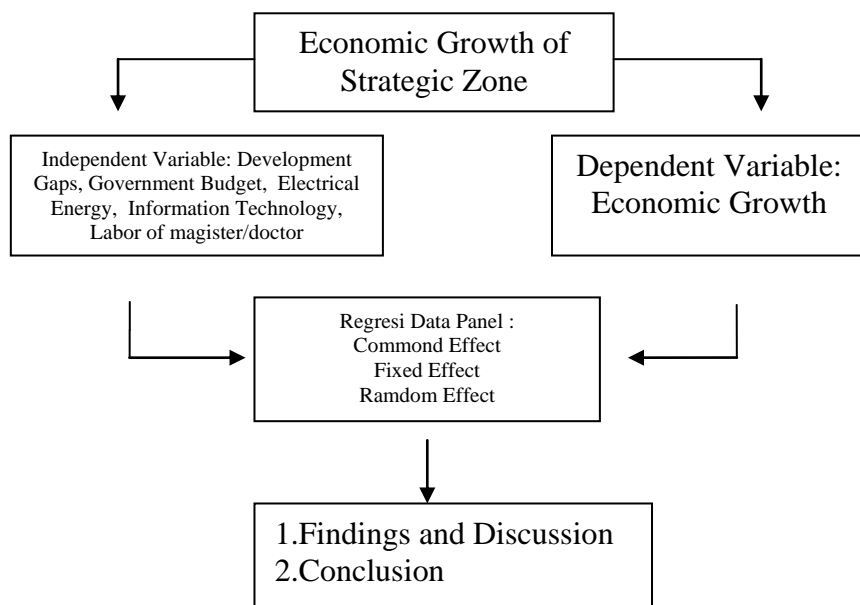 Economic Growth of
Strategic Zone
Independent Variable: Development
Gaps, Government Budget, Electrical
Energy, Information Technology,
Labor of magister/doctor
Dependent Variable:
Economic Growth
Regresi Data Panel :
Commond Effect
Fixed Effect
Ramdom Effect
1.Findings and Discussion
2.Conclusion